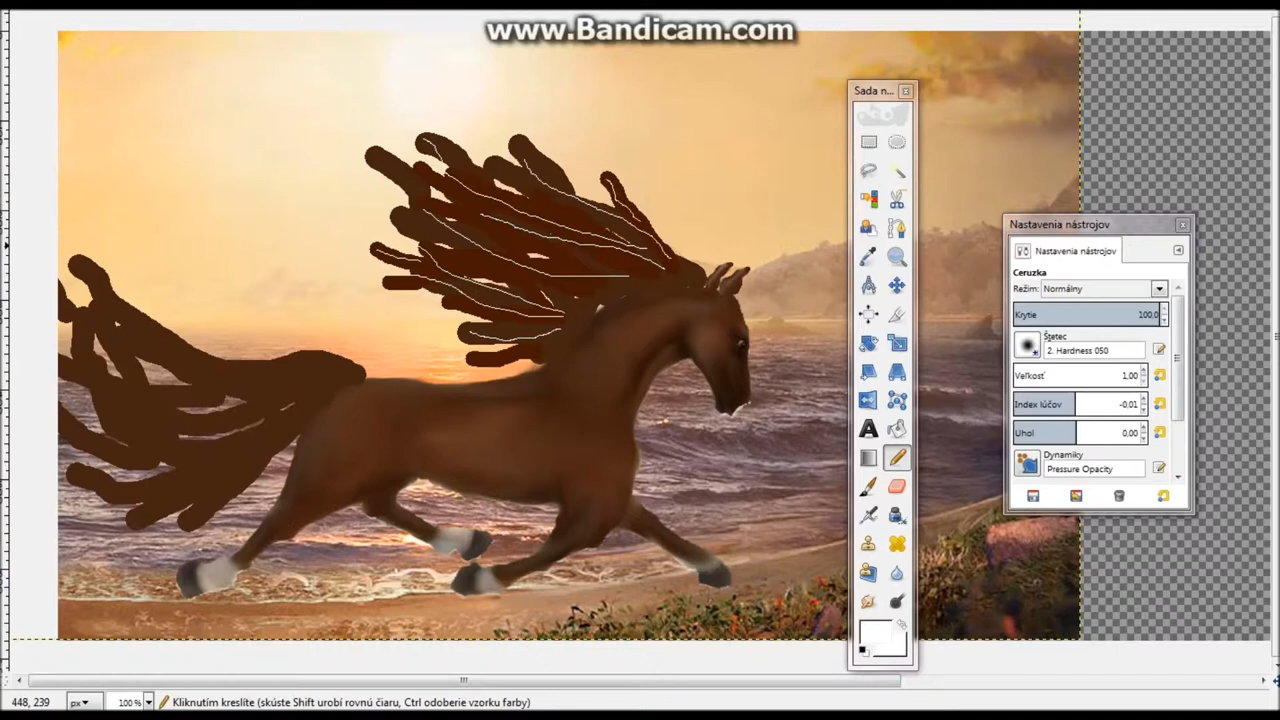 www.Bandicam.com
Sada n...
Nastavenia nástrojov
Nastavenia nástrojov
Ceruzka
Režim: Normálny
Krytie 100,0
Štetec
2. Hardness 050
Veľkosť 1,00
Index lúčov -0,01
Uhol 0,00
Dynamiky
Pressure Opacity
448, 239 px 100 % Kliknutím kreslíte (skúste Shift urobí rovnú čiaru, Ctrl odoberie vzorku farby)